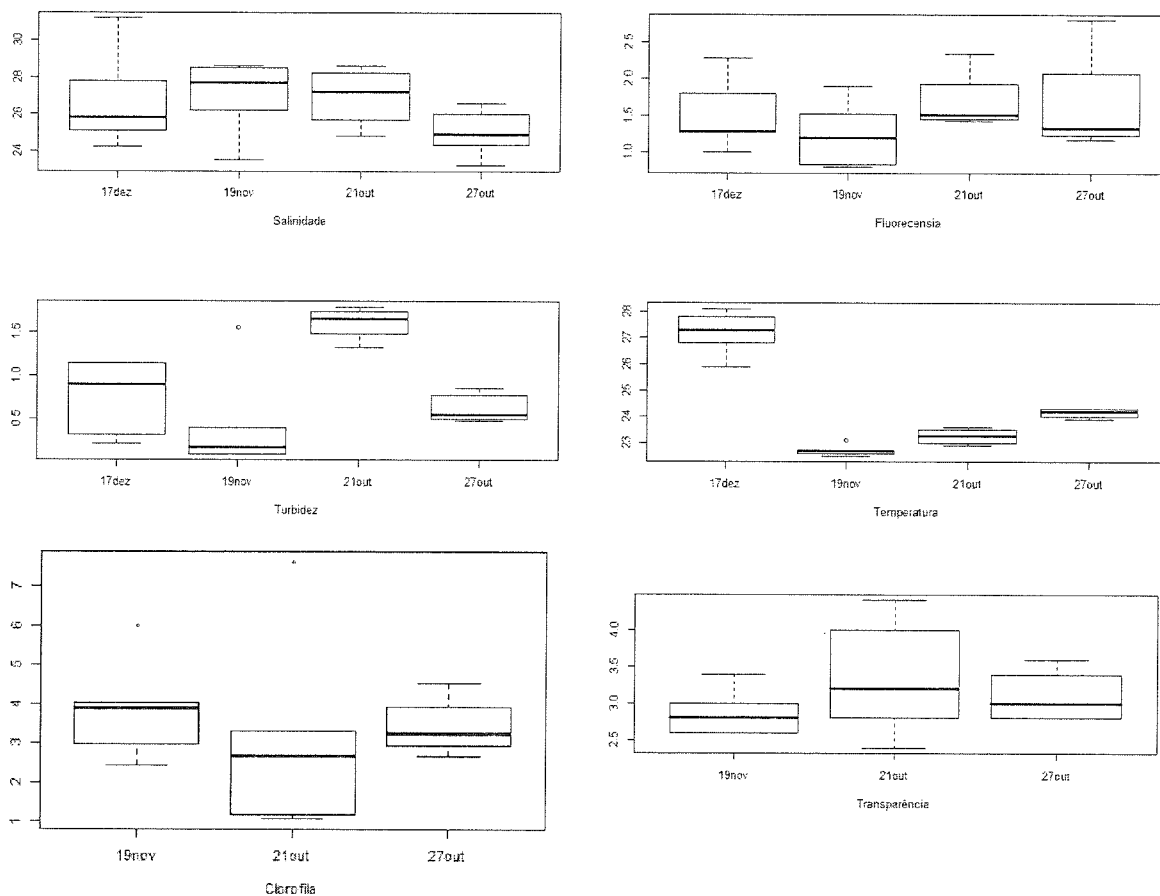 30
28
26
24
17dez 19nov 21out 27out
Salinidade
2.5
2.0
1.5
1.0
17dez 19nov 21out 27out
Fluorecensia
1.5
1.0
0.5
17dez 19nov 21out 27out
Turbidez
28
27
26
25
24
23
17dez 19nov 21out 27out
Temperatura
7
6
5
4
3
2
1
19nov 21out 27out
Clorofila
4.0
3.5
3.0
2.5
19nov 21out 27out
Transparência